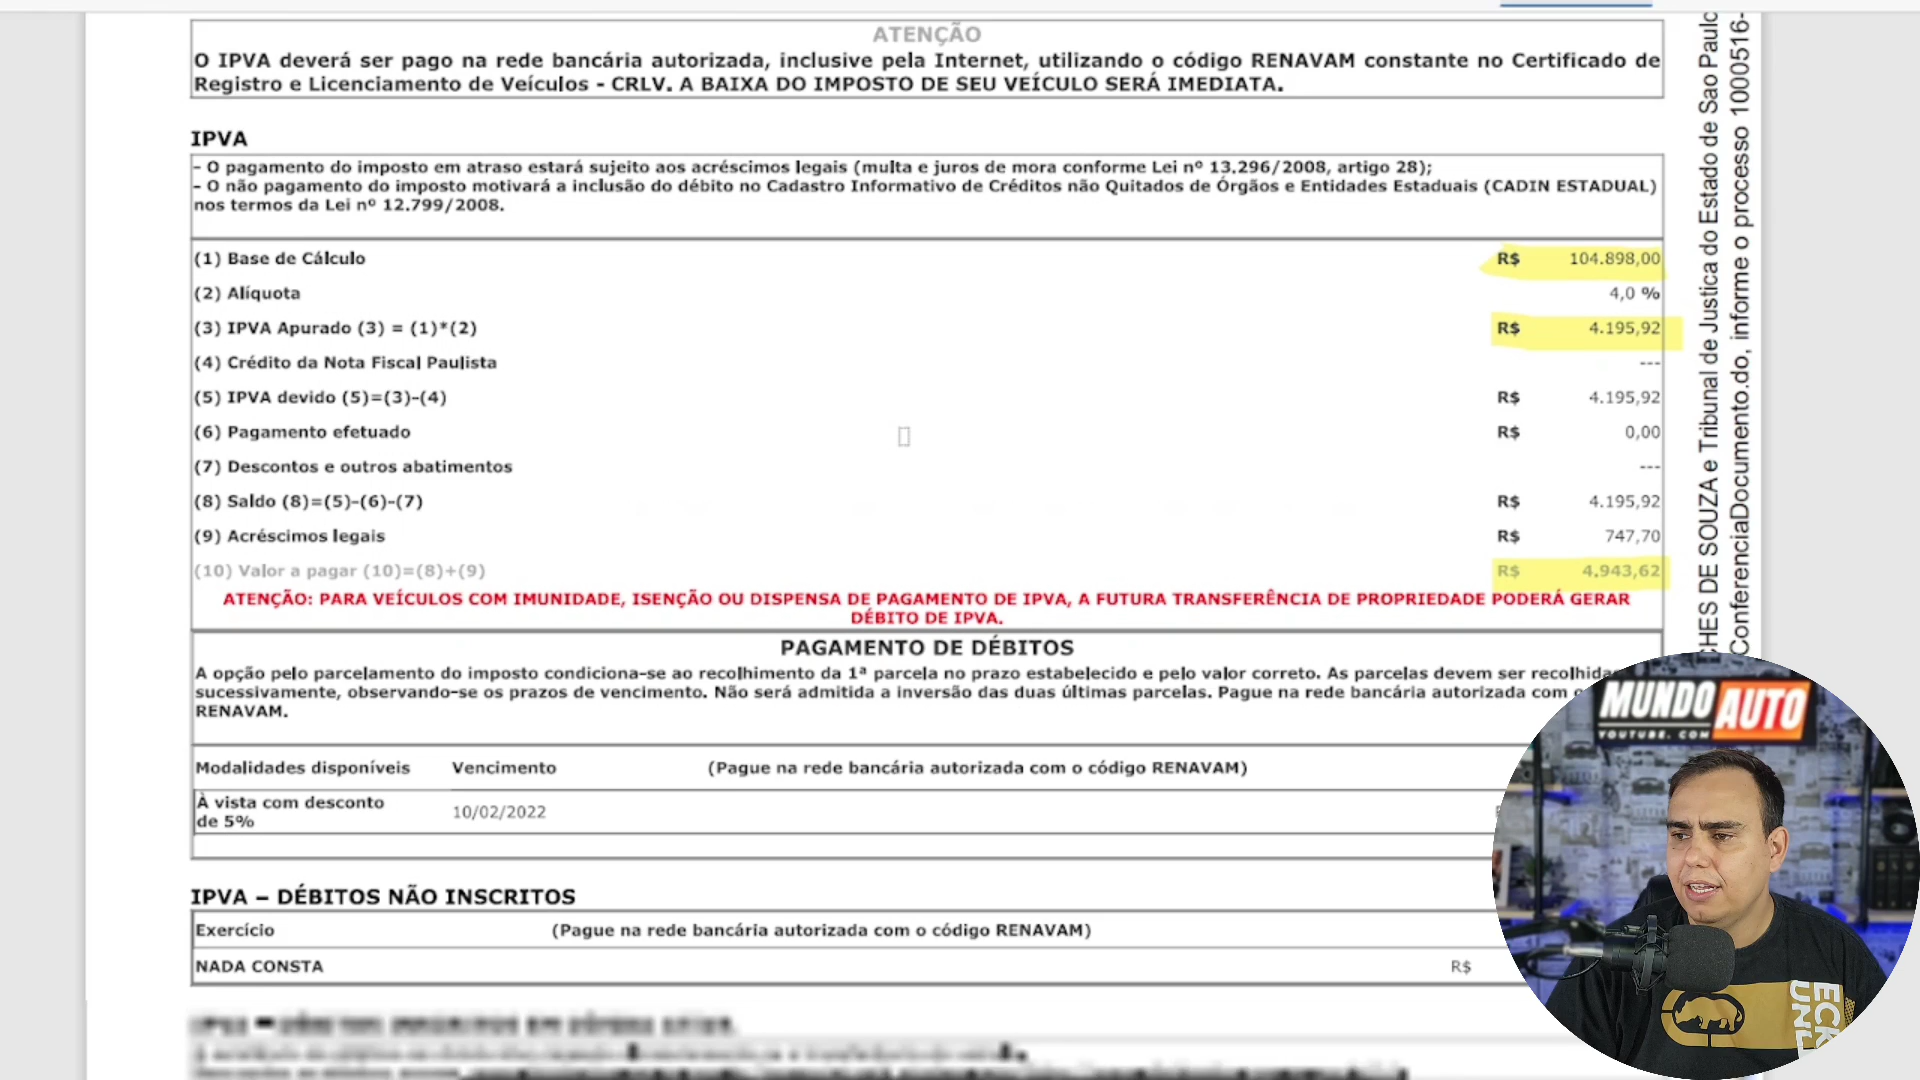 ATENÇÃO
O IPVA deverá ser pago na rede bancária autorizada, inclusive pela Internet, utilizando o código RENAVAM constante no Certificado de
Registro e Licenciamento de Veículos - CRLV. A BAIXA DO IMPOSTO DE SEU VEÍCULO SERÁ IMEDIATA.
IPVA
- O pagamento do imposto em atraso estará sujeito aos acréscimos legais (multa e juros de mora conforme Lei nº 13.296/2008, artigo 28);
- O não pagamento do imposto motivará a inclusão do débito no Cadastro Informativo de Créditos não Quitados de Órgãos e Entidades Estaduais (CADIN ESTADUAL)
nos termos da Lei nº 12.799/2008.
(1) Base de Cálculo R$ 104.898,00
(2) Alíquota 4,0 %
(3) IPVA Apurado (3) = (1)*(2) R$ 4.195,92
(4) Crédito da Nota Fiscal Paulista ---
(5) IPVA devido (5)=(3)-(4) R$ 4.195,92
(6) Pagamento efetuado R$ 0,00
(7) Descontos e outros abatimentos ---
(8) Saldo (8)=(5)-(6)-(7) R$ 4.195,92
(9) Acréscimos legais R$ 747,70
(10) Valor a pagar (10)=(8)+(9) R$ 4.943,62
ATENÇÃO: PARA VEÍCULOS COM IMUNIDADE, ISENÇÃO OU DISPENSA DE PAGAMENTO DE IPVA, A FUTURA TRANSFERÊNCIA DE PROPRIEDADE PODERÁ GERAR
DÉBITO DE IPVA.
PAGAMENTO DE DÉBITOS
A opção pelo parcelamento do imposto condiciona-se ao recolhimento da 1ª parcela no prazo estabelecido e pelo valor correto. As parcelas devem ser recolhida
sucessivamente, observando-se os prazos de vencimento. Não será admitida a inversão das duas últimas parcelas. Pague na rede bancária autorizada com o
RENAVAM.
Modalidades disponíveis Vencimento (Pague na rede bancária autorizada com o código RENAVAM)
À vista com desconto
de 5% 10/02/2022
IPVA – DÉBITOS NÃO INSCRITOS
Exercício (Pague na rede bancária autorizada com o código RENAVAM)
NADA CONSTA R$
CHES DE SOUZA e Tribunal de Justica do Estado de Sao Paulo
ConferenciaDocumento.do, informe o processo 1000516-
MUNDO AUTO
YOUTUBE.COM